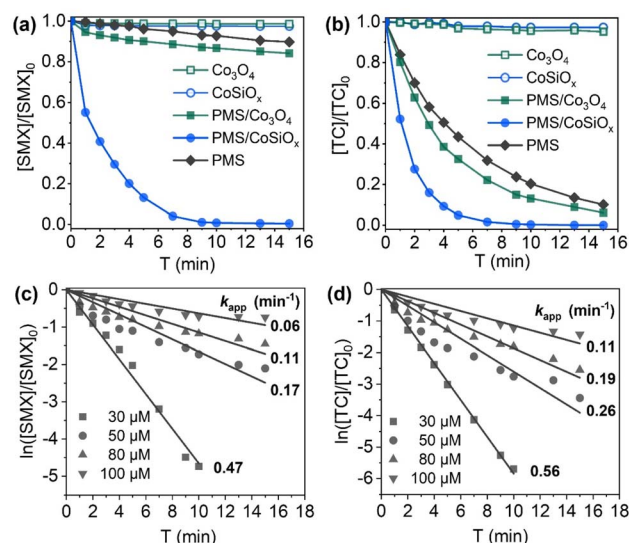 (a)
[SMX]/[SMX]0
1.0
0.8
0.6
0.4
0.2
0.0
Co3O4
CoSiOx
PMS/Co3O4
PMS/CoSiOx
PMS
0 2 4 6 8 10 12 14 16
T (min)
(b)
[TC]/[TC]0
1.0
0.8
0.6
0.4
0.2
0.0
Co3O4
CoSiOx
PMS/Co3O4
PMS/CoSiOx
PMS
0 2 4 6 8 10 12 14 16
T (min)
(c)
ln([SMX]/[SMX]0)
0
-1
-2
-3
-4
-5
kapp (min-1)
0.06
0.11
0.17
0.47
30 μM
50 μM
80 μM
100 μM
0 2 4 6 8 10 12 14 16
T (min)
(d)
ln([TC]/[TC]0)
0
-1
-2
-3
-4
-5
-6
kapp (min-1)
0.11
0.19
0.26
0.56
30 μM
50 μM
80 μM
100 μM
0 2 4 6 8 10 12 14 16
T (min)